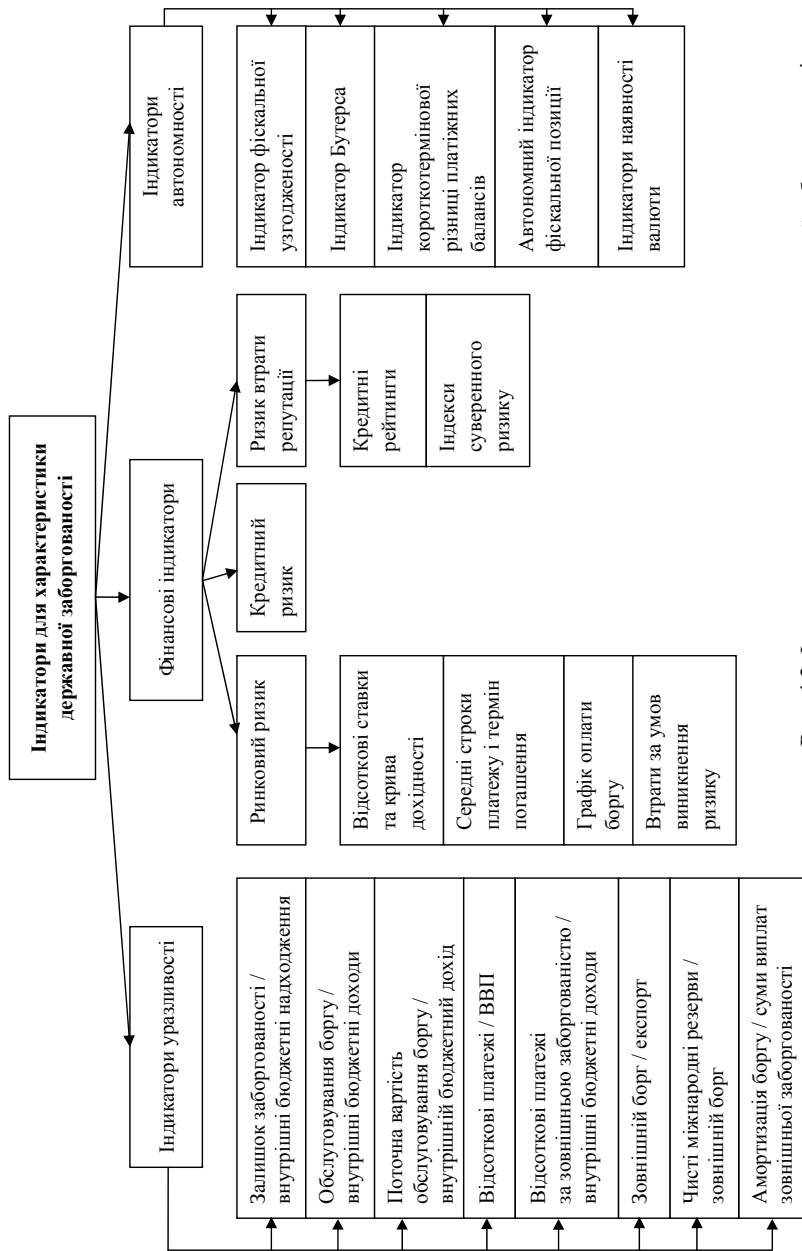 Індикатори для характеристики
державної заборгованості
Індикатори уразливості
Фінансові індикатори
Індикатори
автономності
Залишок заборгованості /
внутрішні бюджетні надходження
Обслуговування боргу /
внутрішні бюджетні доходи
Поточна вартість
обслуговування боргу /
внутрішній бюджетний дохід
Відсоткові платежі / ВВП
Відсоткові платежі
за зовнішньою заборгованістю /
внутрішні бюджетні доходи
Зовнішній борг / експорт
Чисті міжнародні резерви /
зовнішній борг
Амортизація боргу / суми виплат
зовнішньої заборгованості
Ринковий ризик
Відсоткові ставки
та крива
дохідності
Середні строки
платежу і термін
погашення
Графік оплати
боргу
Втрати за умов
виникнення
ризику
Кредитний
ризик
Ризик втрати
репутації
Кредитні
рейтинги
Індекси
суверенного
ризику
Індикатор фіскальної
узгодженості
Індикатор Бутерса
Індикатор
короткотермінової
різниці платіжних
балансів
Автономний індикатор
фіскальної позиції
Індикатори наявності
валюти